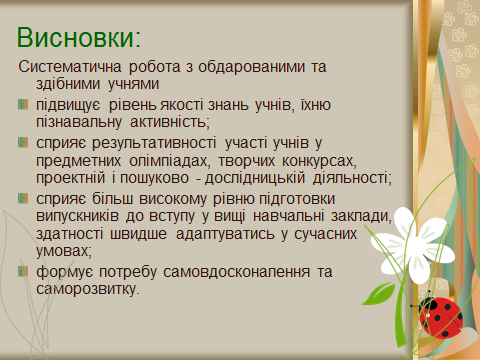 Висновки:
Систематична робота з обдарованими та
здібними учнями
підвищує рівень якості знань учнів, їхню
пізнавальну активність;
сприяє результативності участі учнів у
предметних олімпіадах, творчих конкурсах,
проектній і пошуково - дослідницькій діяльності;
сприяє більш високому рівню підготовки
випускників до вступу у вищі навчальні заклади,
здатності швидше адаптуватись у сучасних
умовах;
формує потребу самовдосконалення та
саморозвитку.